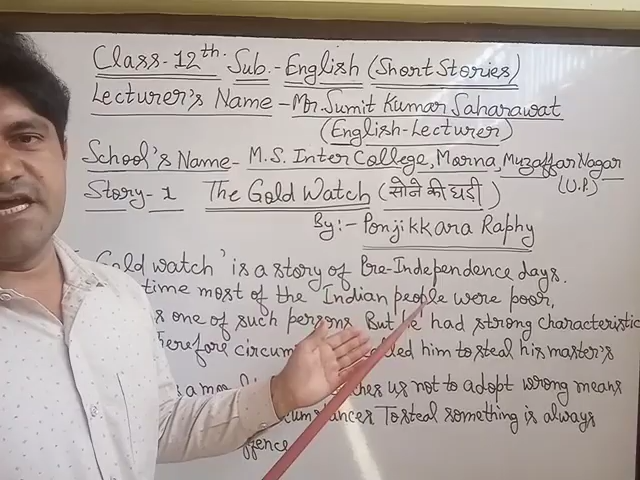 Class-12th Sub.- English (Short Stories)
Lecturer's Name - Mr Sumit Kumar Saharawat
(English-Lecturer)
School's Name- M.S. Inter College, Morna, Muzaffar Nagar
(U.P.)
Story-1 The Gold Watch (सोने की घड़ी)
By:- Ponjikkara Raphy
Gold watch' is a story of Pre-Independence days.
time most of the Indian people were poor,
one of such persons. But he had strong characteristic
him to steal his master's
us not to adopt wrong means
To steal something is always